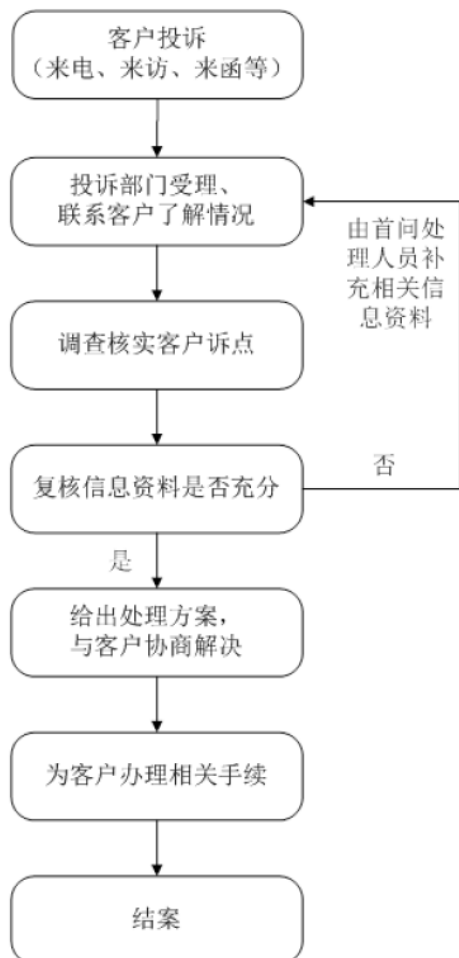 客户投诉
（来电、来访、来函等）
投诉部门受理、
联系客户了解情况
由首问处
理人员补
充相关信
息资料
调查核实客户诉点
复核信息资料是否充分
否
是
给出处理方案，
与客户协商解决
为客户办理相关手续
结案